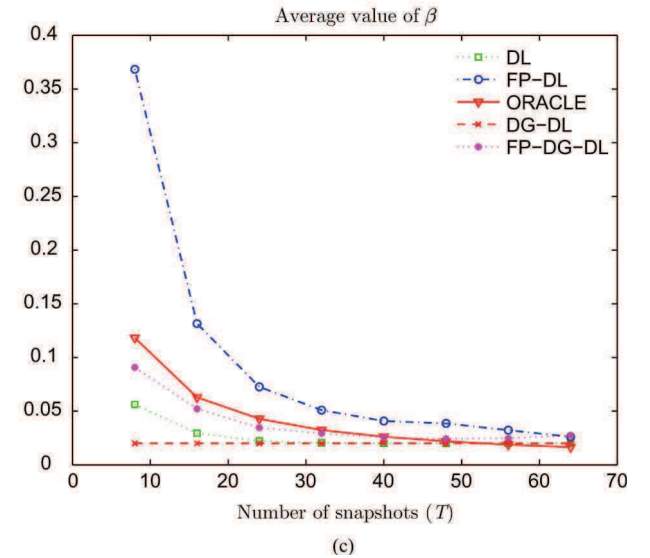 Average value of β
0.4
0.35
0.3
0.25
0.2
0.15
0.1
0.05
0
DL
FP−DL
ORACLE
DG−DL
FP−DG−DL
0 10 20 30 40 50 60 70
Number of snapshots (T)
(c)